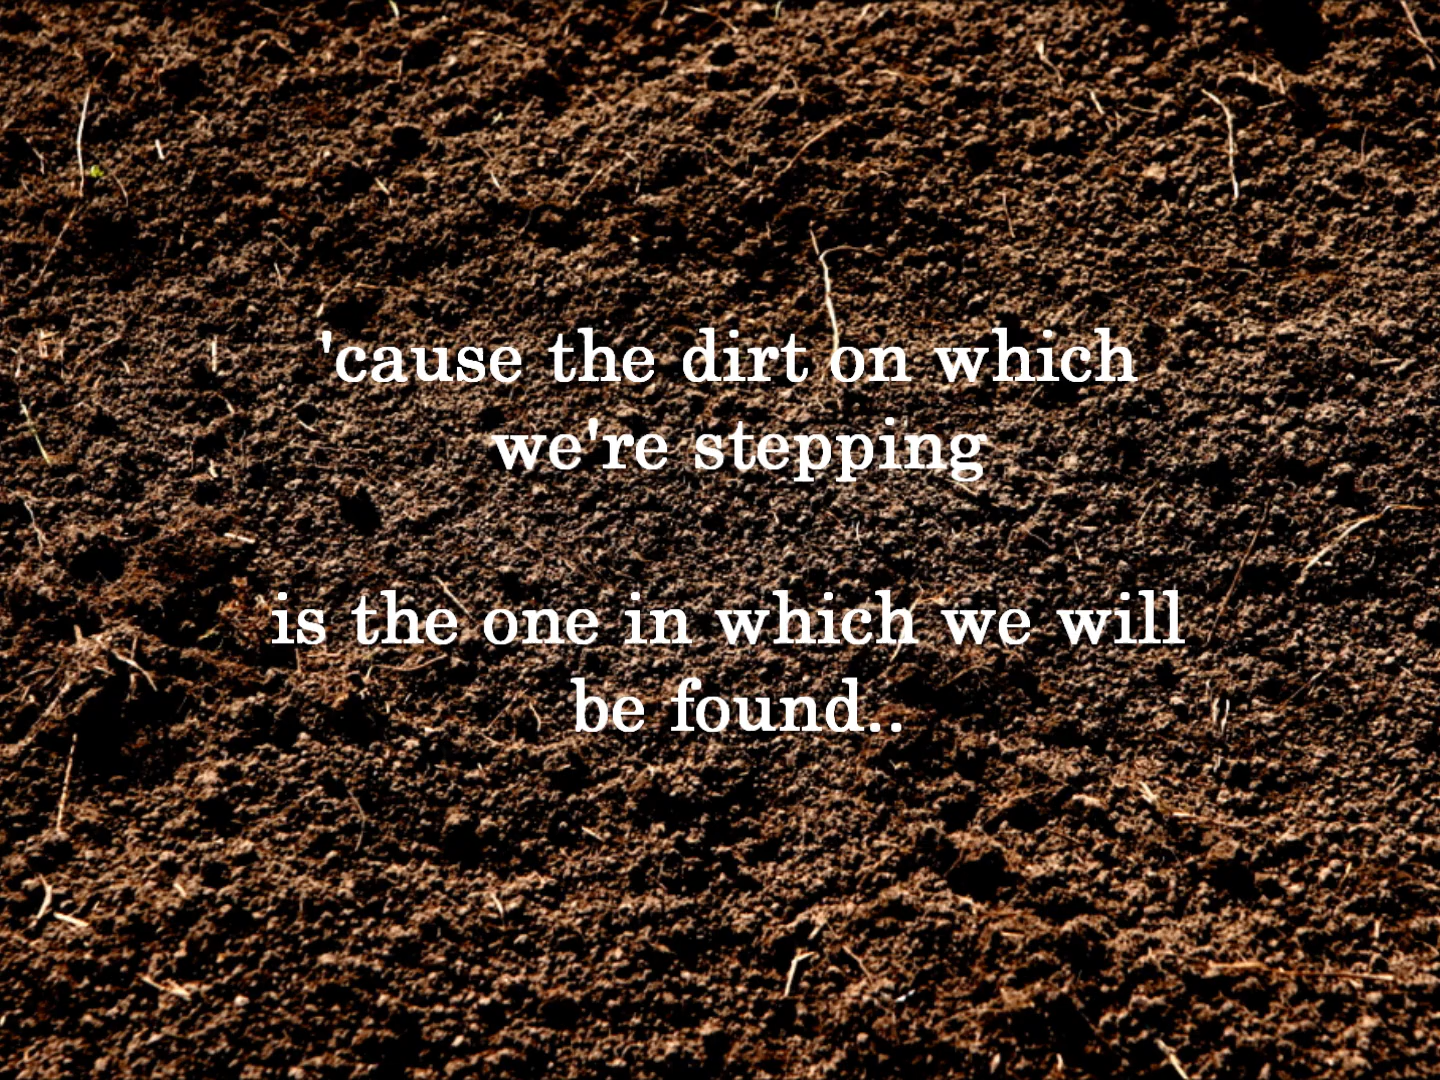 'cause the dirt on which
we're stepping
is the one in which we will
be found..